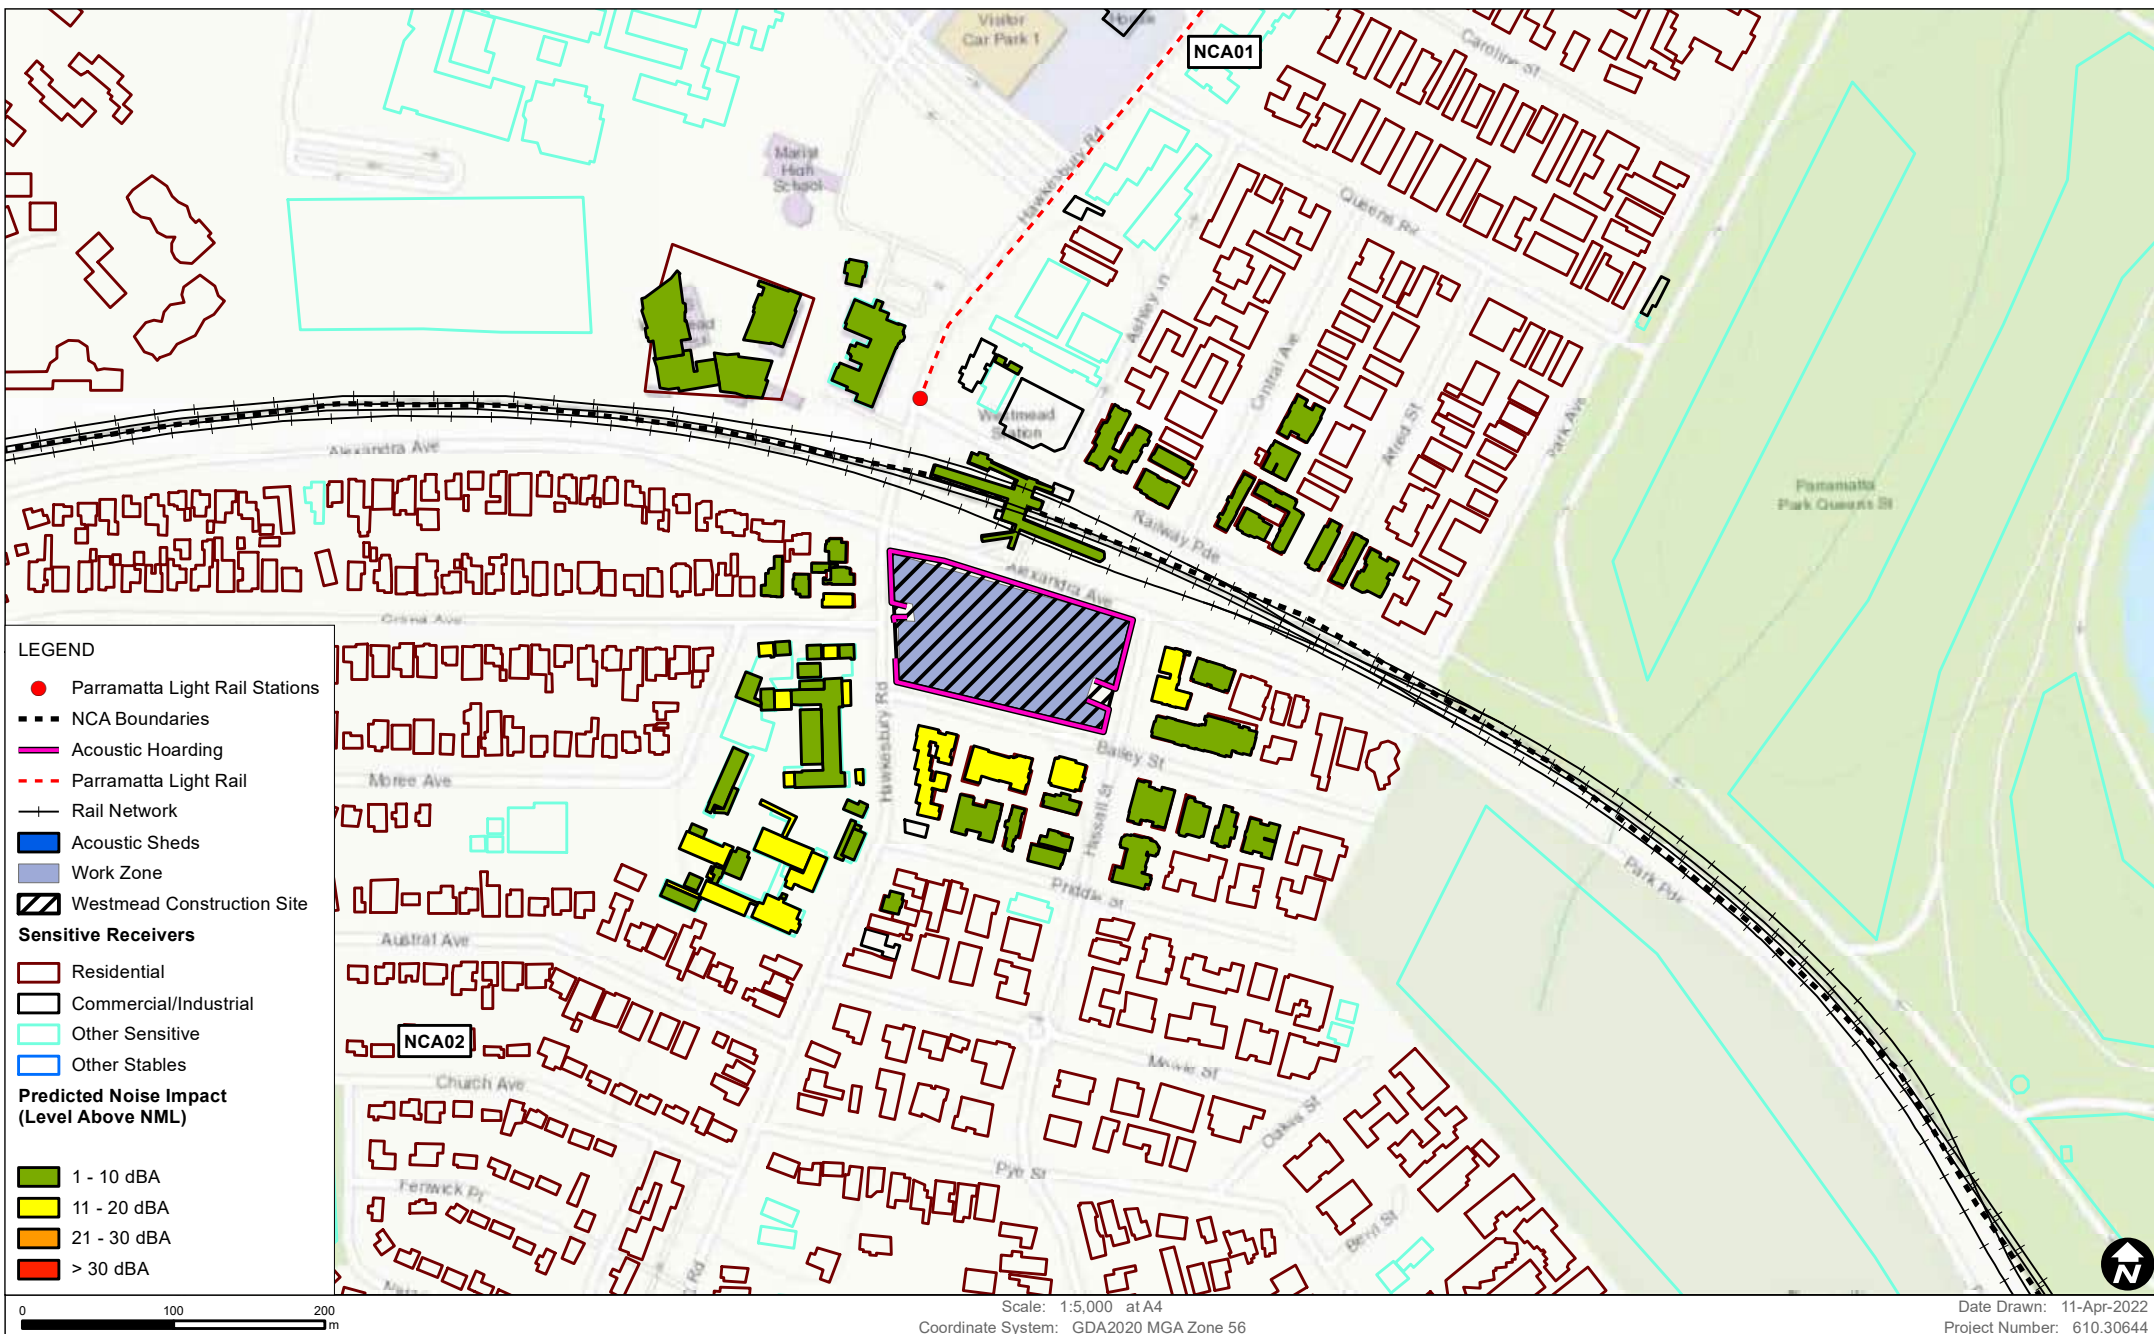 Visitor
Car Park 1
House
NCA01
Caroline St
Marist
High
School
Hawkesbury Rd
Queens Rd
Ashley Ln
Central Ave
Alfred St
Park Ave
Westmead
Station
Alexandra Ave
Railway Pde
Alexandra Ave
Parramatta
Park Queens St
Grand Ave
Hawkesbury Rd
Bailey St
Hassall St
Moree Ave
Priddle St
Park Pde
Austral Ave
NCA02
Church Ave
Mowle St
Oakes St
Pye St
Fenwick Pl
Rd
LEGEND
Parramatta Light Rail Stations
NCA Boundaries
Acoustic Hoarding
Parramatta Light Rail
Rail Network
Acoustic Sheds
Work Zone
Westmead Construction Site
Sensitive Receivers
Residential
Commercial/Industrial
Other Sensitive
Other Stables
Predicted Noise Impact
(Level Above NML)
1 - 10 dBA
11 - 20 dBA
21 - 30 dBA
> 30 dBA
N
0 100 200
m
Scale: 1:5,000 at A4
Coordinate System: GDA2020 MGA Zone 56
Date Drawn: 11-Apr-2022
Project Number: 610.30644